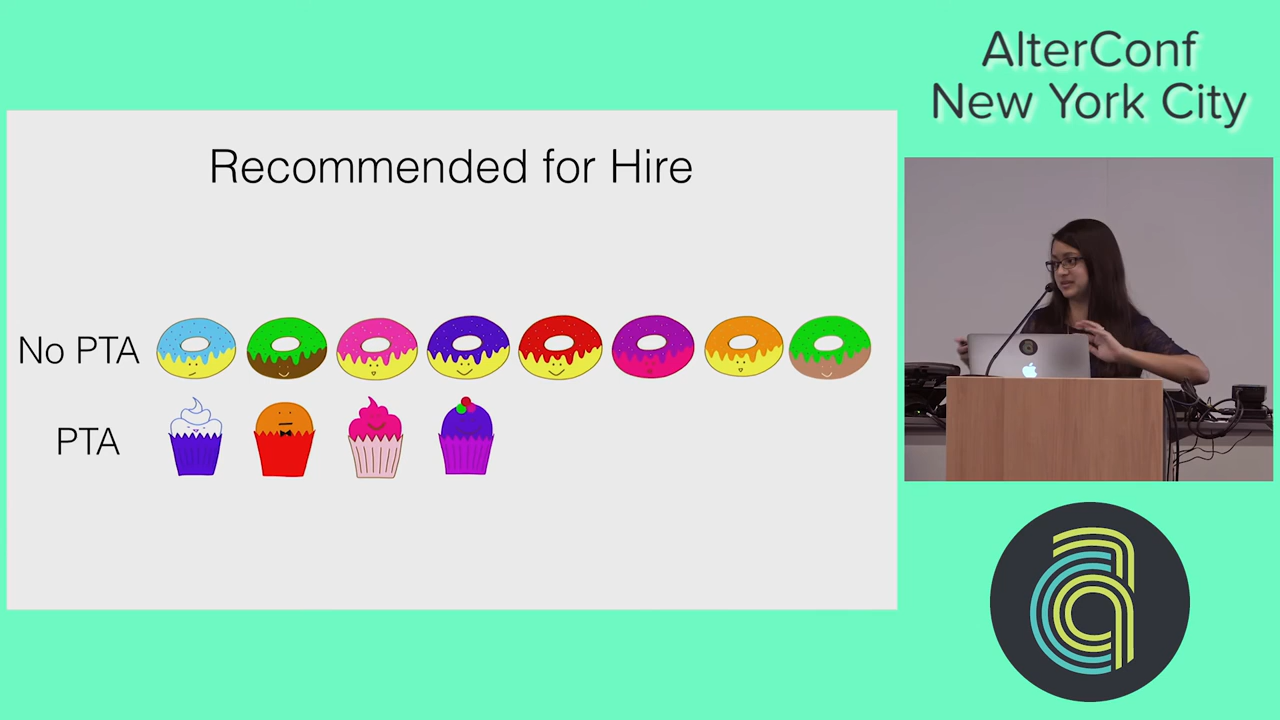 AlterConf
New York City
Recommended for Hire
No PTA
PTA